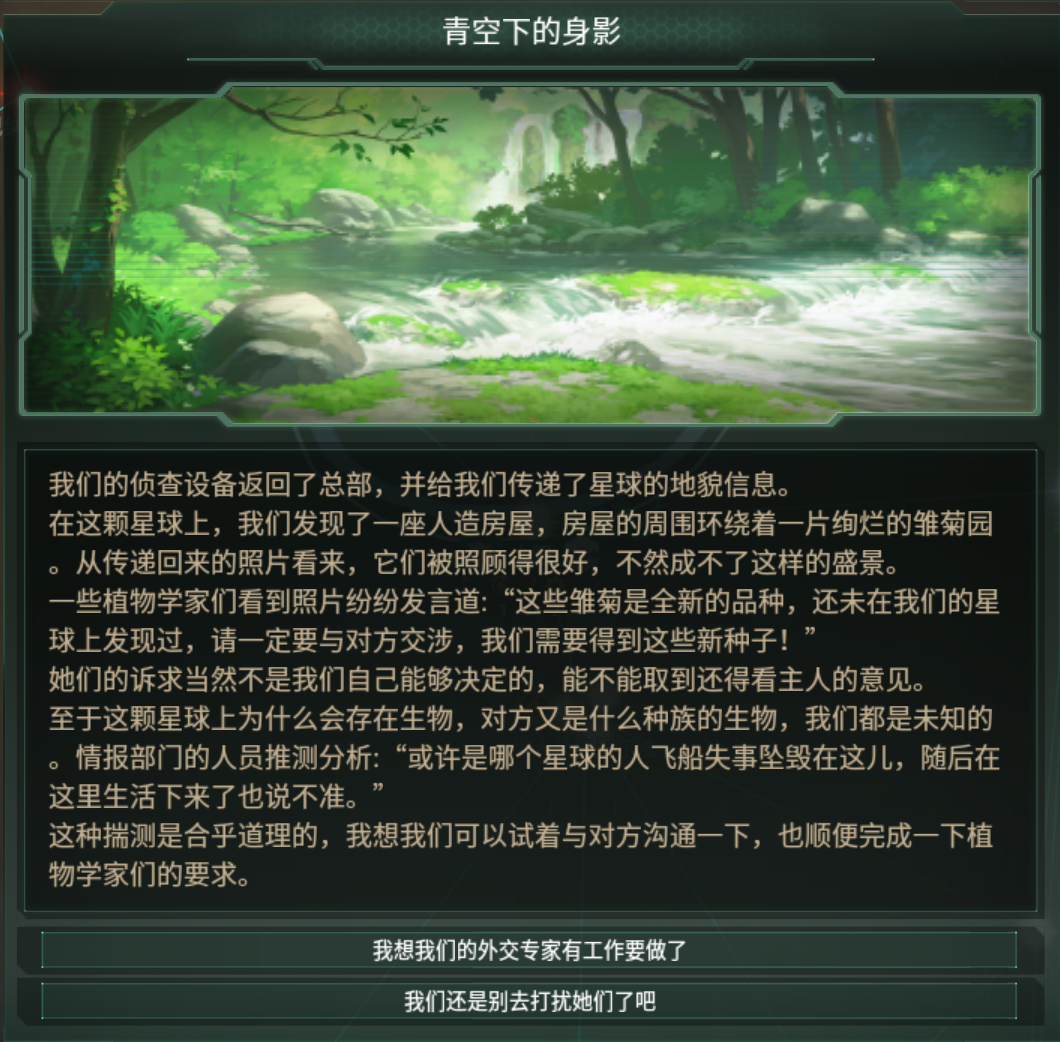 青空下的身影
我们的侦查设备返回了总部，并给我们传递了星球的地貌信息。
在这颗星球上，我们发现了一座人造房屋，房屋的周围环绕着一片绚烂的雏菊园
。从传递回来的照片看来，它们被照顾得很好，不然成不了这样的盛景。
一些植物学家们看到照片纷纷发言道:“这些雏菊是全新的品种，还未在我们的星
球上发现过，请一定要与对方交涉，我们需要得到这些新种子！”
她们的诉求当然不是我们自己能够决定的，能不能取到还得看主人的意见。
至于这颗星球上为什么会存在生物，对方又是什么种族的生物，我们都是未知的
。情报部门的人员推测分析:“或许是哪个星球的人飞船失事坠毁在这儿，随后在
这里生活下来了也说不准。”
这种揣测是合乎道理的，我想我们可以试着与对方沟通一下，也顺便完成一下植
物学家们的要求。
我想我们的外交专家有工作要做了
我们还是别去打扰她们了吧